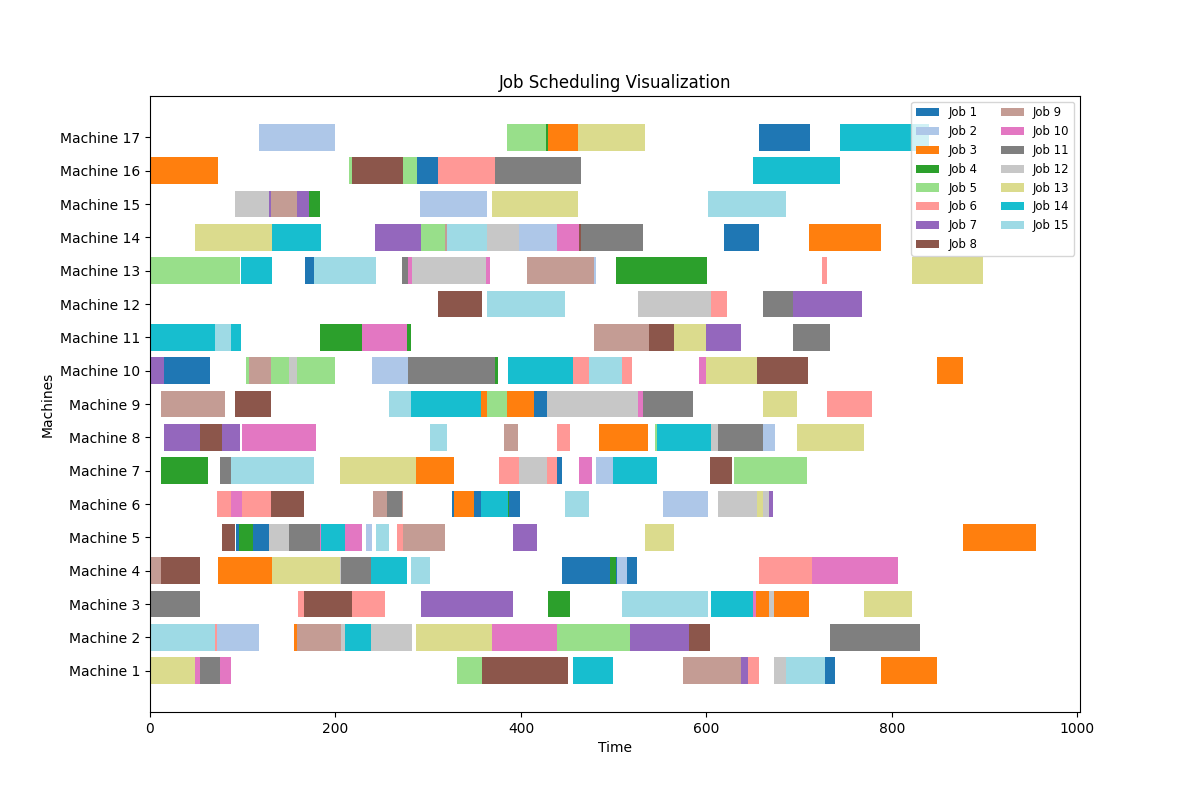 Job Scheduling Visualization
Machines
Machine 17
Machine 16
Machine 15
Machine 14
Machine 13
Machine 12
Machine 11
Machine 10
Machine 9
Machine 8
Machine 7
Machine 6
Machine 5
Machine 4
Machine 3
Machine 2
Machine 1
Job 1
Job 2
Job 3
Job 4
Job 5
Job 6
Job 7
Job 8
Job 9
Job 10
Job 11
Job 12
Job 13
Job 14
Job 15
0 200 400 600 800 1000
Time